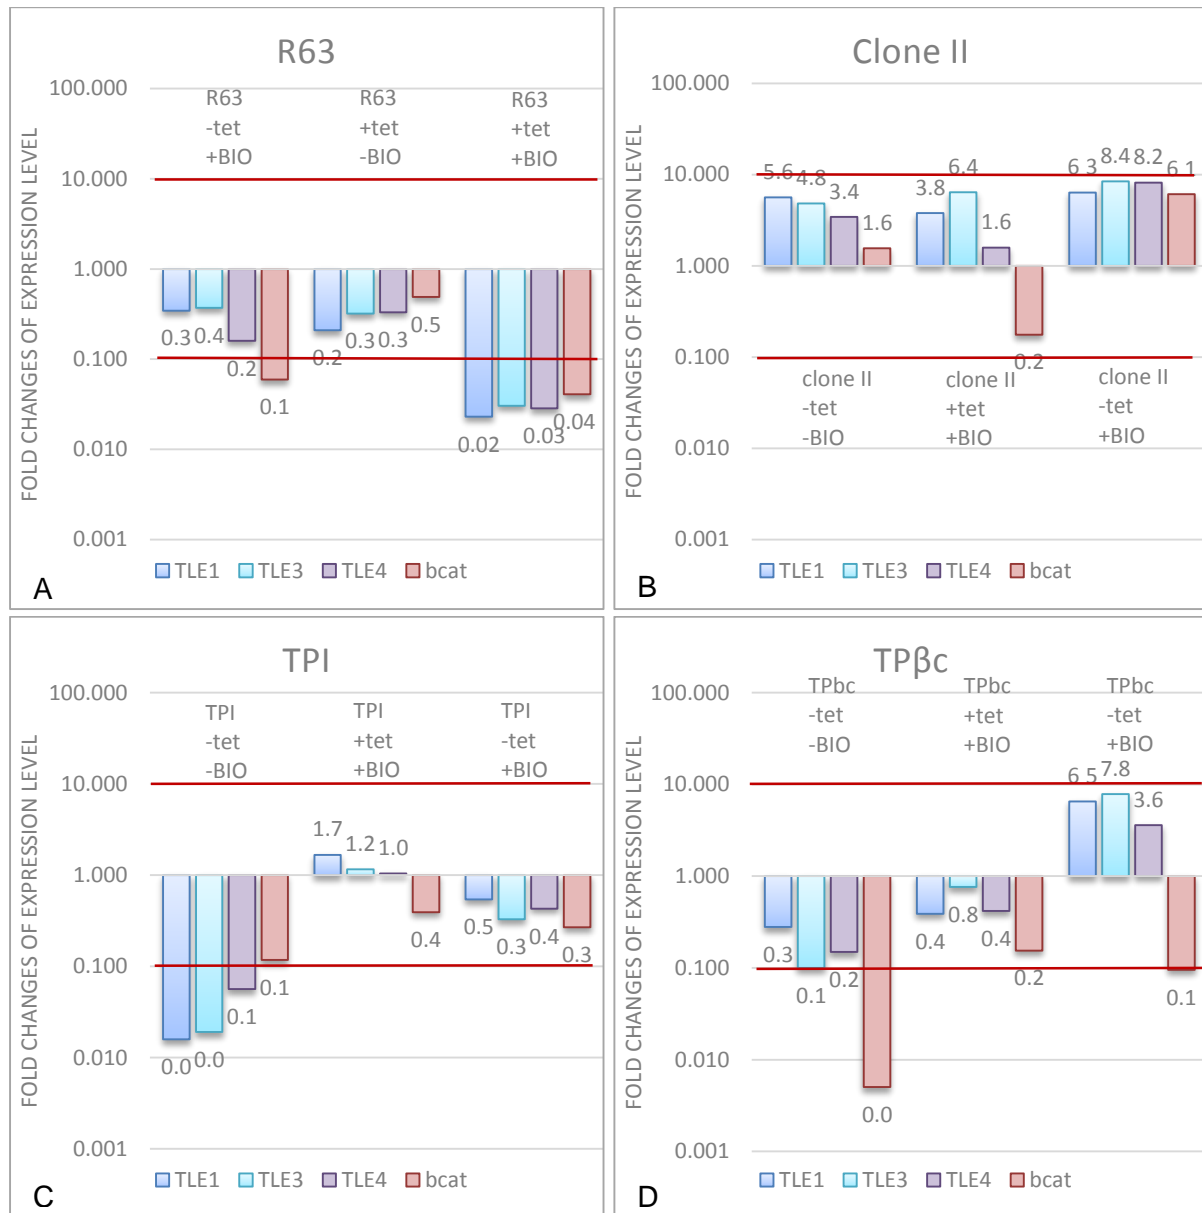 R63
FOLD CHANGES OF EXPRESSION LEVEL
100.000
10.000
1.000
0.100
0.010
0.001
R63
-tet
+BIO
R63
+tet
-BIO
R63
+tet
+BIO
0.3
0.4
0.2
0.1
0.2
0.3
0.3
0.5
0.02
0.03
0.04
TLE1 TLE3 TLE4 bcat
A
Clone II
FOLD CHANGES OF EXPRESSION LEVEL
100.000
10.000
1.000
0.100
0.010
0.001
5.6
4.8
3.4
1.6
3.8
6.4
1.6
0.2
6.3
8.4
8.2
6.1
clone II
-tet
-BIO
clone II
+tet
+BIO
clone II
-tet
+BIO
TLE1 TLE3 TLE4 bcat
B
TPI
FOLD CHANGES OF EXPRESSION LEVEL
100.000
10.000
1.000
0.100
0.010
0.001
TPI
-tet
-BIO
TPI
+tet
+BIO
TPI
-tet
+BIO
0.0
0.0
0.1
0.1
1.7
1.2
1.0
0.4
0.5
0.3
0.4
0.3
TLE1 TLE3 TLE4 bcat
C
TPβc
FOLD CHANGES OF EXPRESSION LEVEL
100.000
10.000
1.000
0.100
0.010
0.001
TPbc
-tet
-BIO
TPbc
+tet
+BIO
TPbc
-tet
+BIO
0.3
0.1
0.2
0.0
0.4
0.8
0.4
0.2
6.5
7.8
3.6
0.1
TLE1 TLE3 TLE4 bcat
D